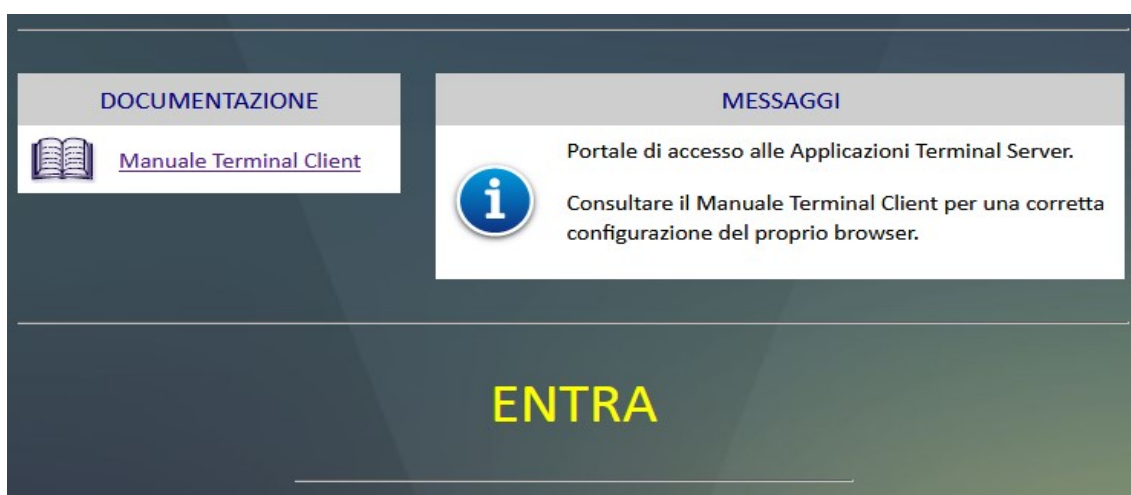 DOCUMENTAZIONE
Manuale Terminal Client
MESSAGGI
Portale di accesso alle Applicazioni Terminal Server.
Consultare il Manuale Terminal Client per una corretta
configurazione del proprio browser.
ENTRA